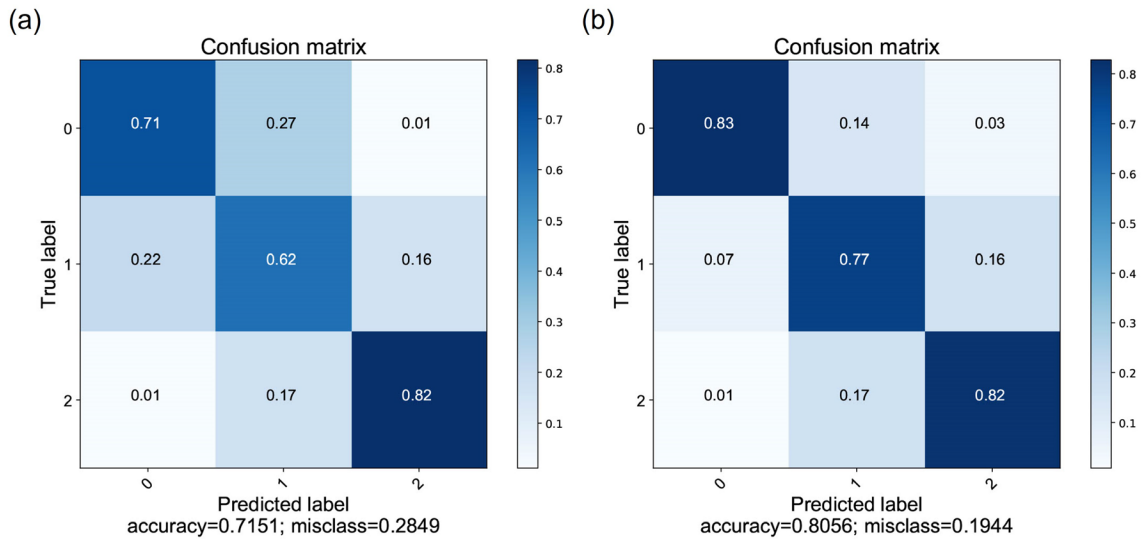 (a)
Confusion matrix
True label
0
0.71 0.27 0.01
1
0.22 0.62 0.16
2
0.01 0.17 0.82
0 1 2
Predicted label
accuracy=0.7151; misclass=0.2849
0.8
0.7
0.6
0.5
0.4
0.3
0.2
0.1
(b)
Confusion matrix
True label
0
0.83 0.14 0.03
1
0.07 0.77 0.16
2
0.01 0.17 0.82
0 1 2
Predicted label
accuracy=0.8056; misclass=0.1944
0.8
0.7
0.6
0.5
0.4
0.3
0.2
0.1